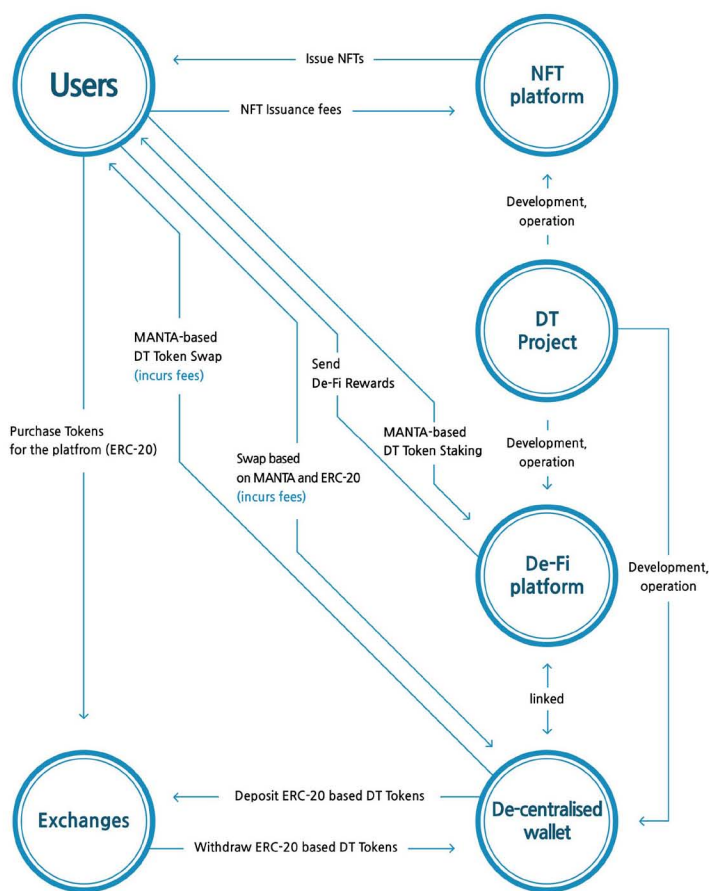 Users
Issue NFTs
NFT Issuance fees
NFT
platform
Development,
operation
DT
Project
MANTA-based
DT Token Swap
(incurs fees)
Send
De-Fi Rewards
Purchase Tokens
for the platfrom (ERC-20)
MANTA-based
DT Token Staking
Development,
operation
Swap based
on MANTA and ERC-20
(incurs fees)
De-Fi
platform
Development,
operation
linked
Exchanges
Deposit ERC-20 based DT Tokens
Withdraw ERC-20 based DT Tokens
De-centralised
wallet